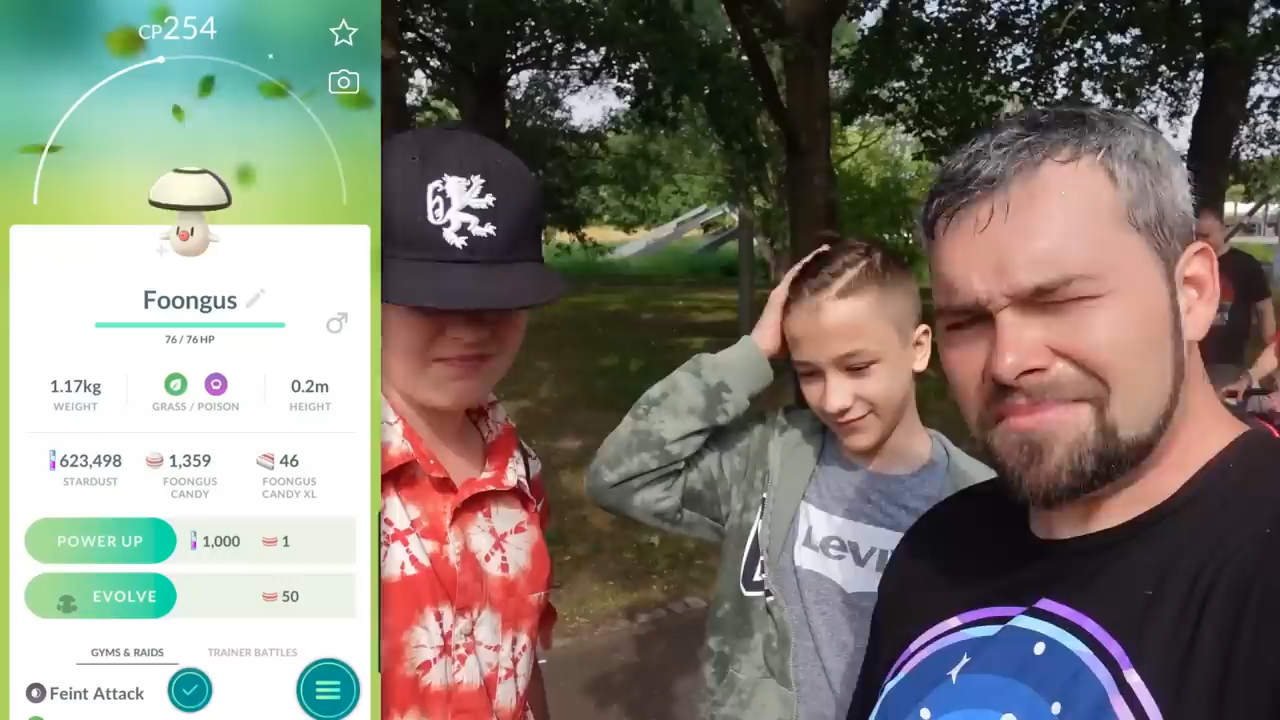 CP254
Foongus
76 / 76 HP
1.17kg
WEIGHT
GRASS / POISON
0.2m
HEIGHT
623,498
STARDUST
1,359
FOONGUS
CANDY
46
FOONGUS
CANDY XL
POWER UP
1,000
1
EVOLVE
50
GYMS & RAIDS
TRAINER BATTLES
Feint Attack
6
Levi